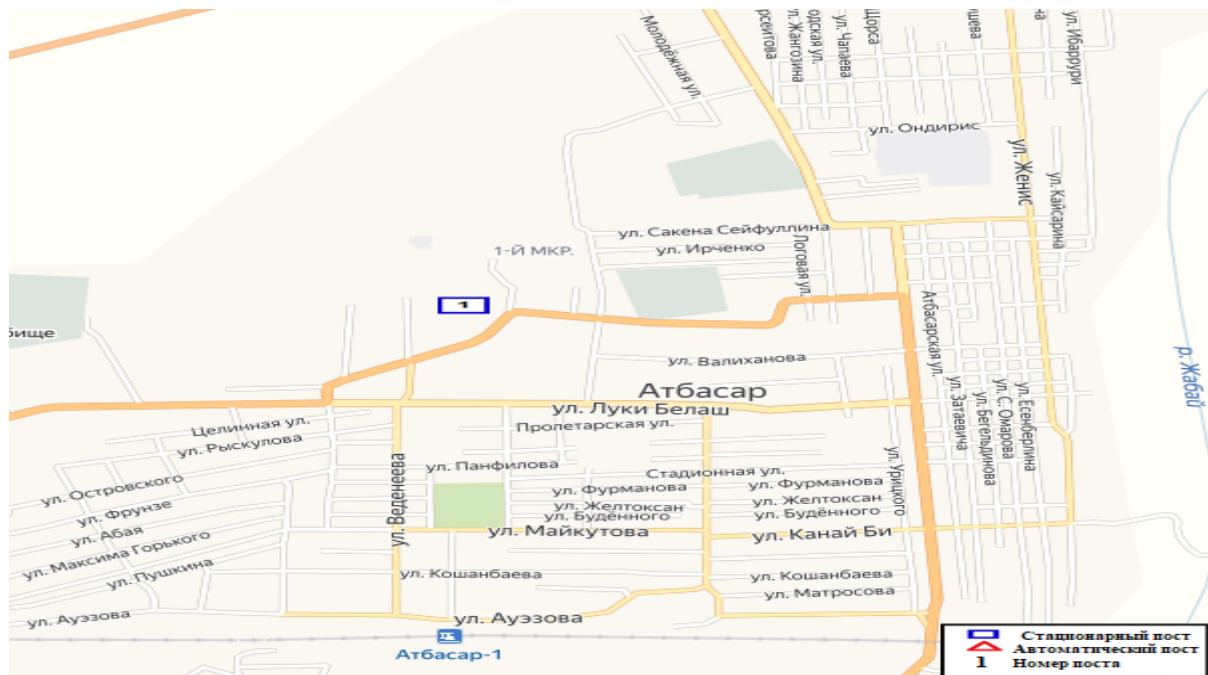 Молодёжная ул.
ул. Жангозина
ул. Чапаева
ул. Ибаррури
ул. Ондирис
ул. Женис
ул. Кайсарина
ул. Сакена Сейфуллина
ул. Ирченко
Логовая ул.
1-Й МКР.
1
бище
Атбасарская ул.
р. Жабай
ул. Валиханова
Атбасар
ул. Луки Белаш
ул. Затаевича
ул. Бегельдинова
ул. С. Омарова
ул. Есенберлина
Целинная ул.
Пролетарская ул.
ул. Рыскулова
ул. Панфилова
Стадионная ул.
ул. Урицкого
ул. Веденеева
ул. Островского
ул. Фурманова
ул. Фурманова
ул. Фрунзе
ул. Желтоксан
ул. Желтоксан
ул. Будённого
ул. Будённого
ул. Абая
ул. Майкутова
ул. Канай Би
ул. Максима Горького
ул. Пушкина
ул. Кошанбаева
ул. Кошанбаева
ул. Матросова
ул. Ауэзова
ул. Ауэзова
Атбасар-1
Стационарный пост
Автоматический пост
1 Номер поста